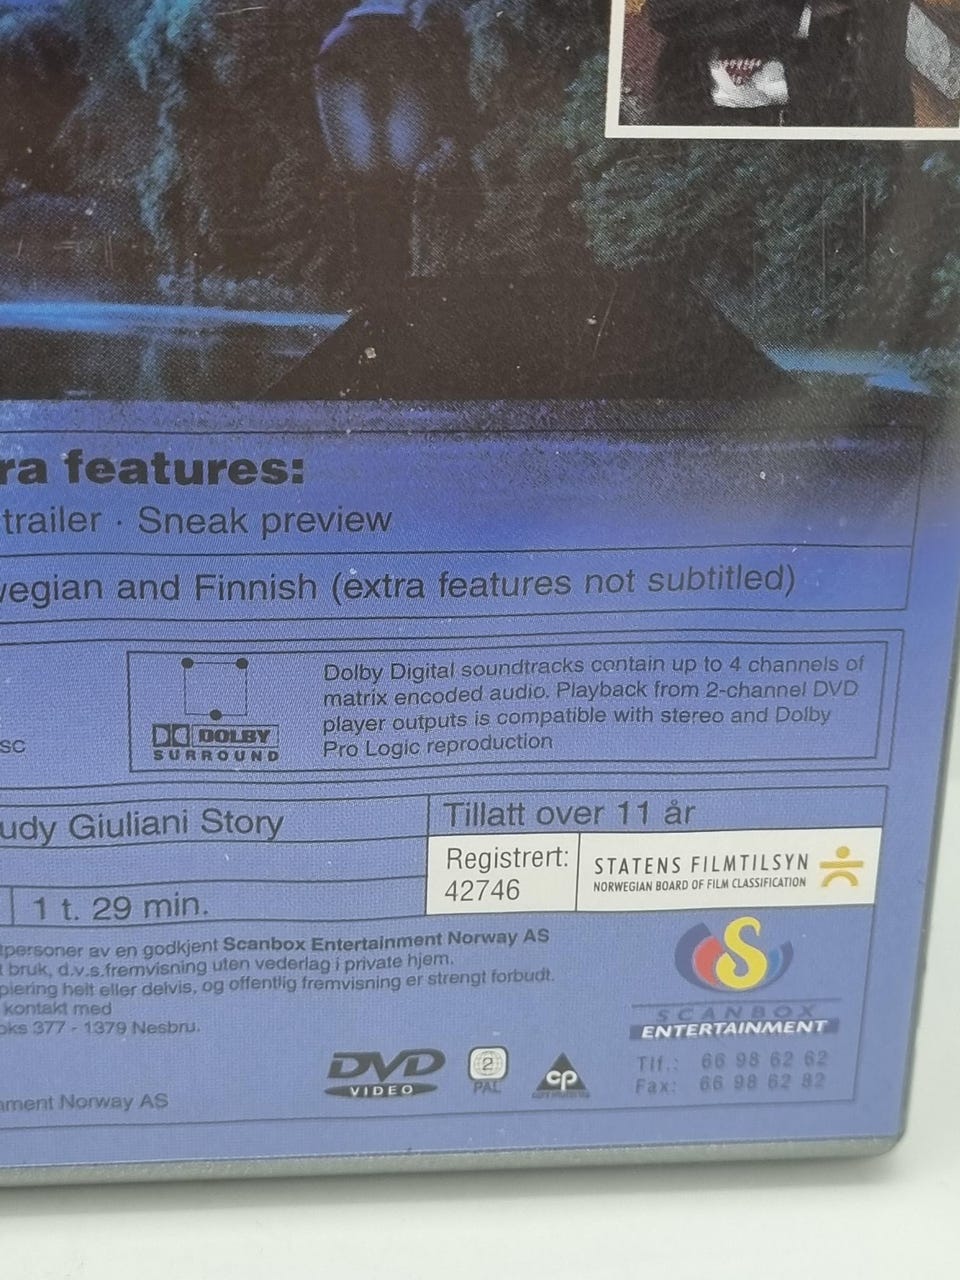 ra features:
trailer · Sneak preview
wegian and Finnish (extra features not subtitled)
Dolby Digital soundtracks contain up to 4 channels of
matrix encoded audio. Playback from 2-channel DVD
player outputs is compatible with stereo and Dolby
Pro Logic reproduction
DOLBY
SURROUND
sc
udy Giuliani Story
Tillatt over 11 år
Registrert:
42746
STATENS FILMTILSYN
NORWEGIAN BOARD OF FILM CLASSIFICATION
1 t. 29 min.
tpersoner av en godkjent Scanbox Entertainment Norway AS
t bruk, d.v.s.fremvisning uten vederlag i private hjem.
piering helt eller delvis, og offentlig fremvisning er strengt forbudt.
kontakt med
oks 377 - 1379 Nesbru.
S
SCANBOX
ENTERTAINMENT
Tlf.: 66 98 62 62
Fax: 66 98 62 82
DVD
VIDEO
2
PAL
cp
ament Norway AS